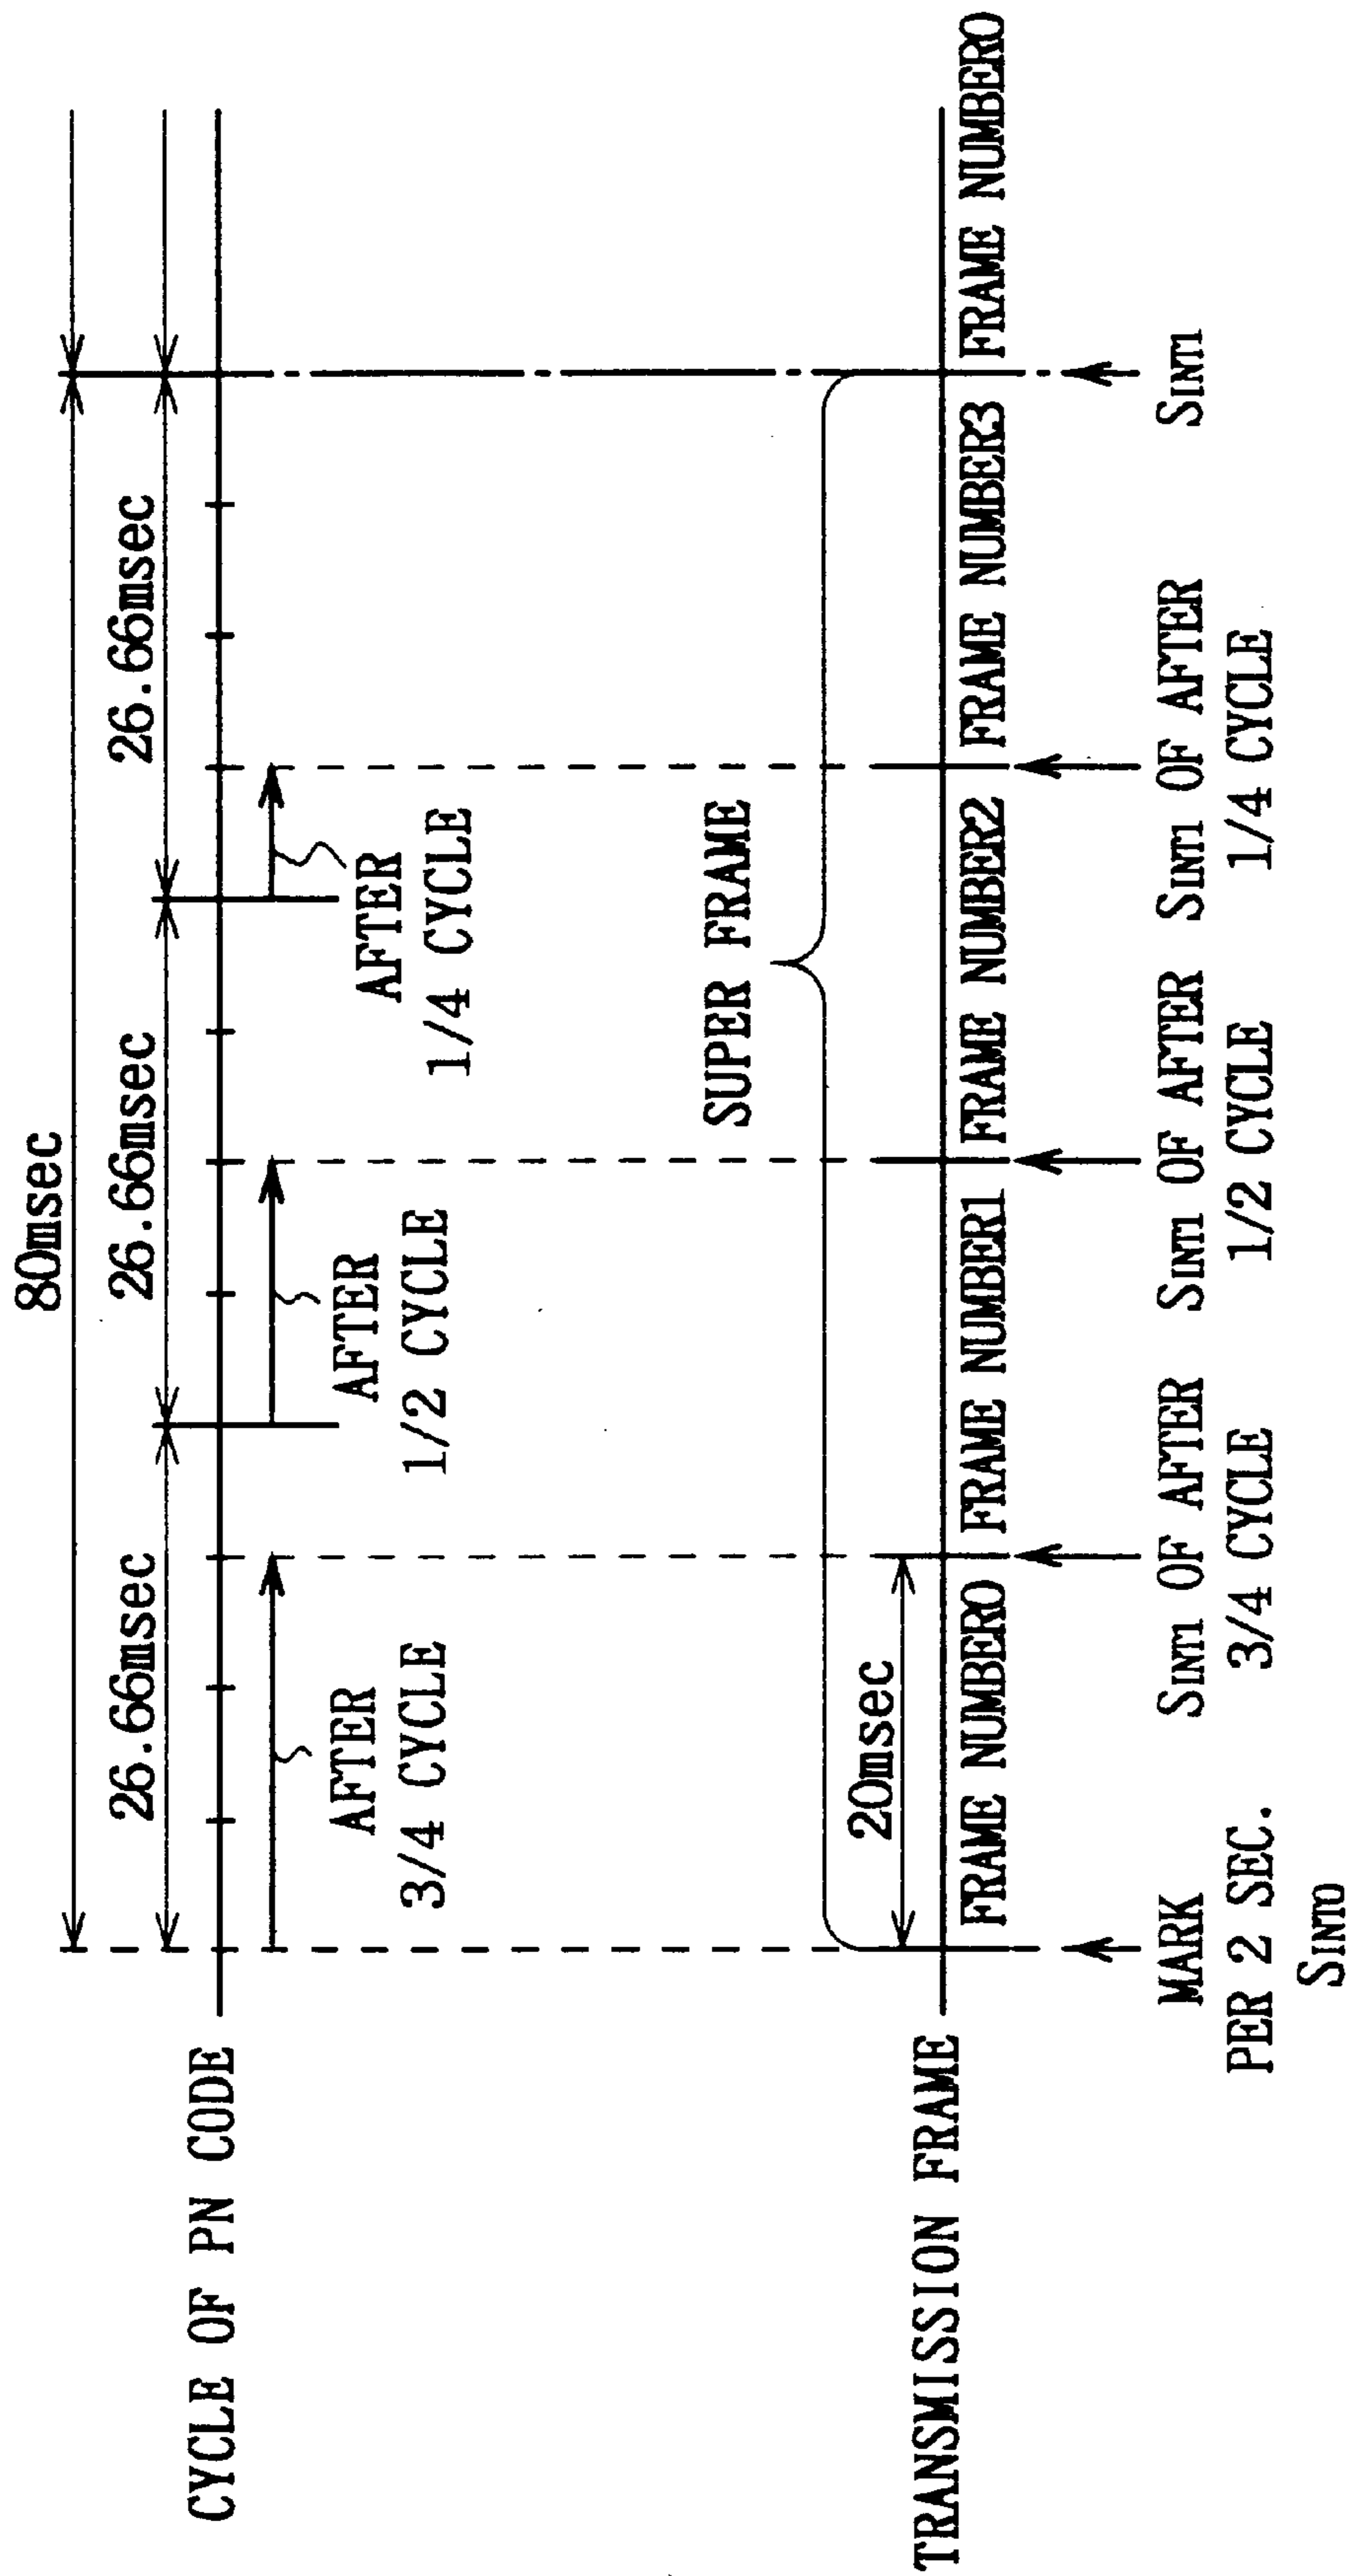 80msec
26.66msec
26.66msec
26.66msec
CYCLE OF PN CODE
AFTER
3/4 CYCLE
AFTER
1/2 CYCLE
AFTER
1/4 CYCLE
SUPER FRAME
20msec
TRANSMISSION FRAME
FRAME NUMBER0
FRAME NUMBER1
FRAME NUMBER2
FRAME NUMBER3
FRAME NUMBER0
MARK
PER 2 SEC.
SINT0
SINT1 OF AFTER
3/4 CYCLE
SINT1 OF AFTER
1/2 CYCLE
SINT1 OF AFTER
1/4 CYCLE
SINT1